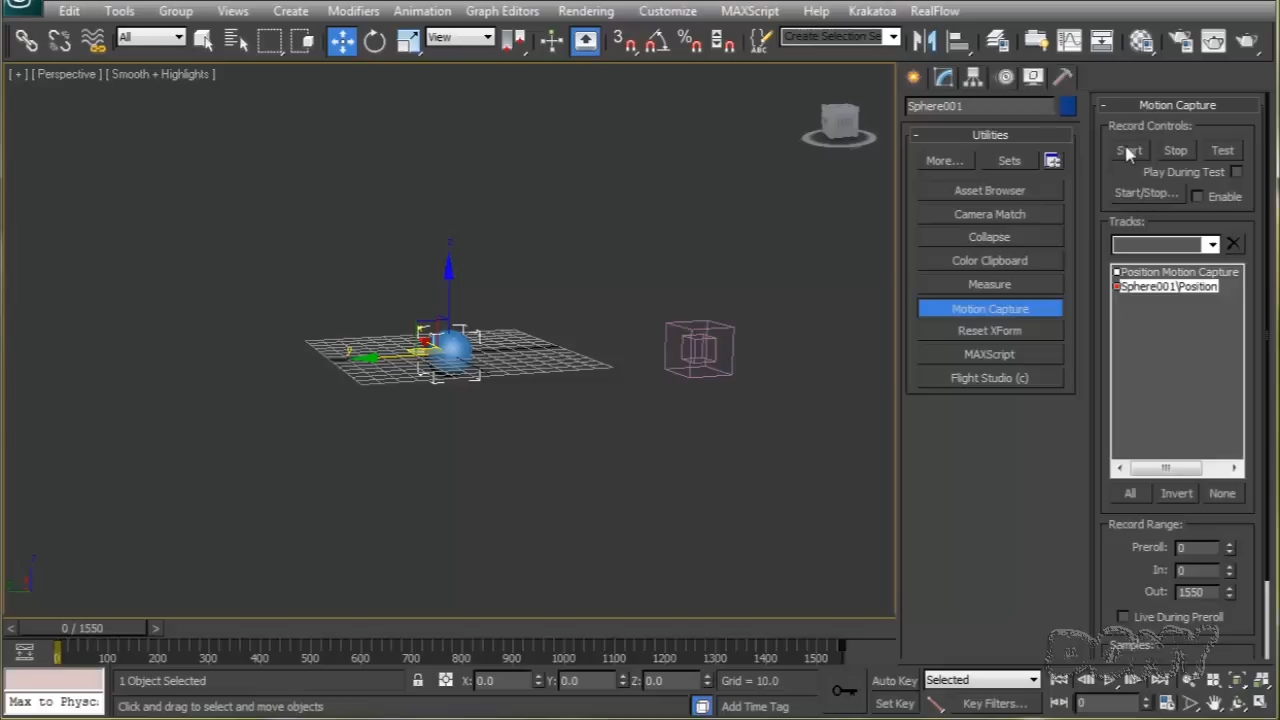 Edit Tools Group Views Create Modifiers Animation Graph Editors Rendering Customize MAXScript Help Krakatoa RealFlow
All View Create Selection Se
[ + ] [ Perspective ] [ Smooth + Highlights ]
Sphere001
Utilities
More... Sets
Asset Browser
Camera Match
Collapse
Color Clipboard
Measure
Motion Capture
Reset XForm
MAXScript
Flight Studio (c)
Motion Capture
Record Controls:
Start Stop Test
Play During Test
Start/Stop... Enable
Tracks:
Position Motion Capture
Sphere001\Position
All Invert None
Record Range:
Preroll: 0
In: 0
Out: 1550
Live During Preroll
Samples:
z
y
z
< 0 / 1550 >
0 100 200 300 400 500 600 700 800 900 1000 1100 1200 1300 1400 1500
1 Object Selected X: 0.0 Y: 0.0 Z: 0.0 Grid = 10.0 Auto Key Selected
Max to Physc Click and drag to select and move objects Add Time Tag Set Key Key Filters... 0